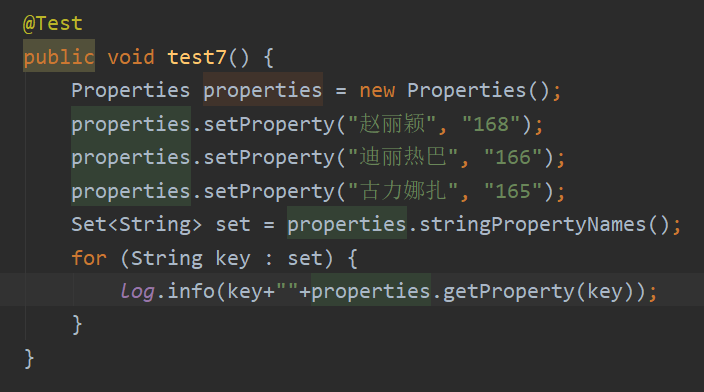 @Test
public void test7() {
    Properties properties = new Properties();
    properties.setProperty("赵丽颖", "168");
    properties.setProperty("迪丽热巴", "166");
    properties.setProperty("古力娜扎", "165");
    Set<String> set = properties.stringPropertyNames();
    for (String key : set) {
        log.info(key+""+properties.getProperty(key));
    }
}